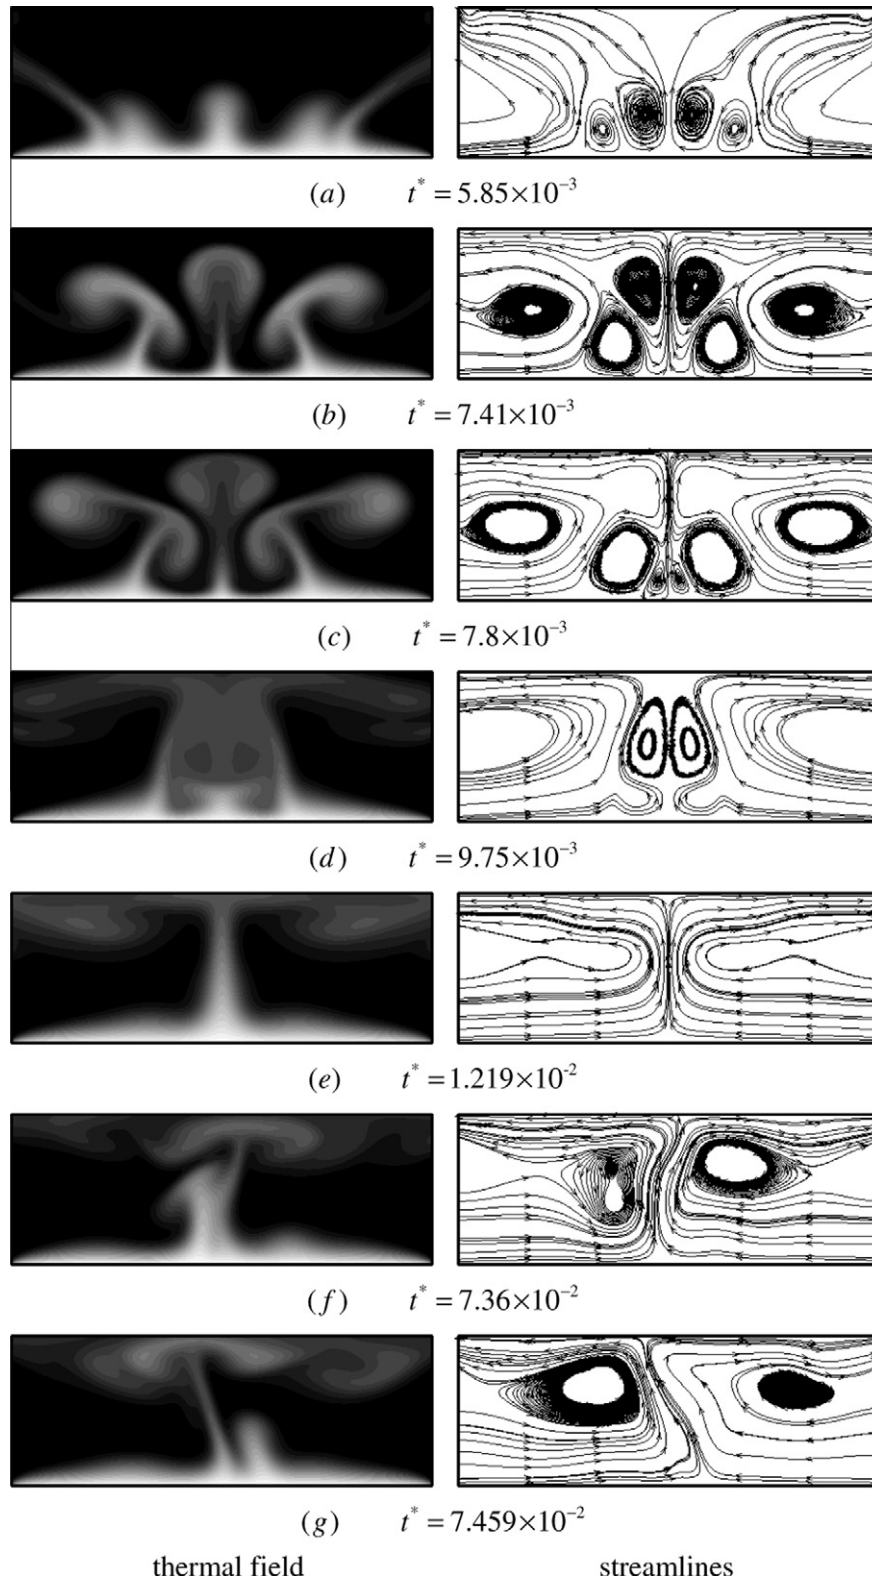 (a) t* = 5.85×10⁻³
(b) t* = 7.41×10⁻³
(c) t* = 7.8×10⁻³
(d) t* = 9.75×10⁻³
(e) t* = 1.219×10⁻²
(f) t* = 7.36×10⁻²
(g) t* = 7.459×10⁻²
thermal field streamlines